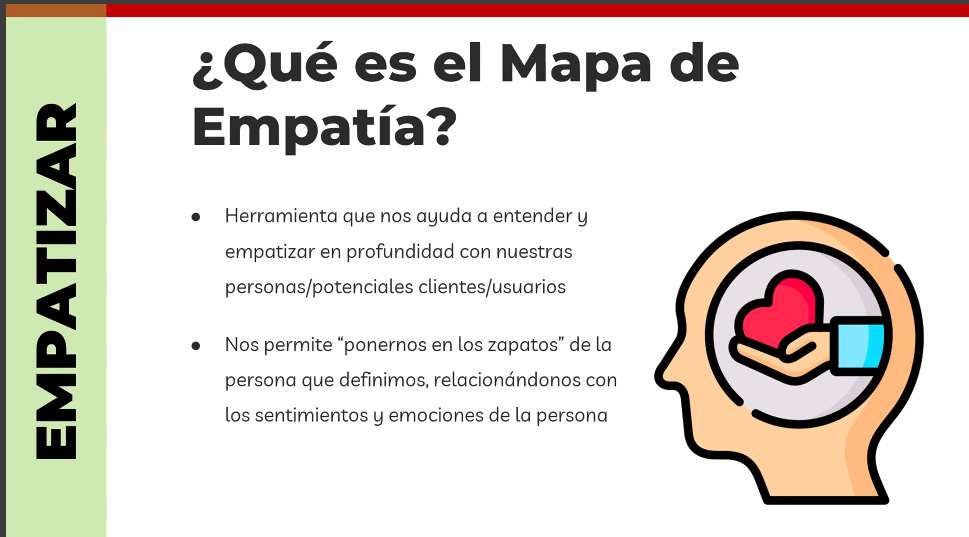 EMPATIZAR
¿Qué es el Mapa de
Empatía?
● Herramienta que nos ayuda a entender y
empatizar en profundidad con nuestras
personas/potenciales clientes/usuarios
● Nos permite “ponernos en los zapatos” de la
persona que definimos, relacionándonos con
los sentimientos y emociones de la persona